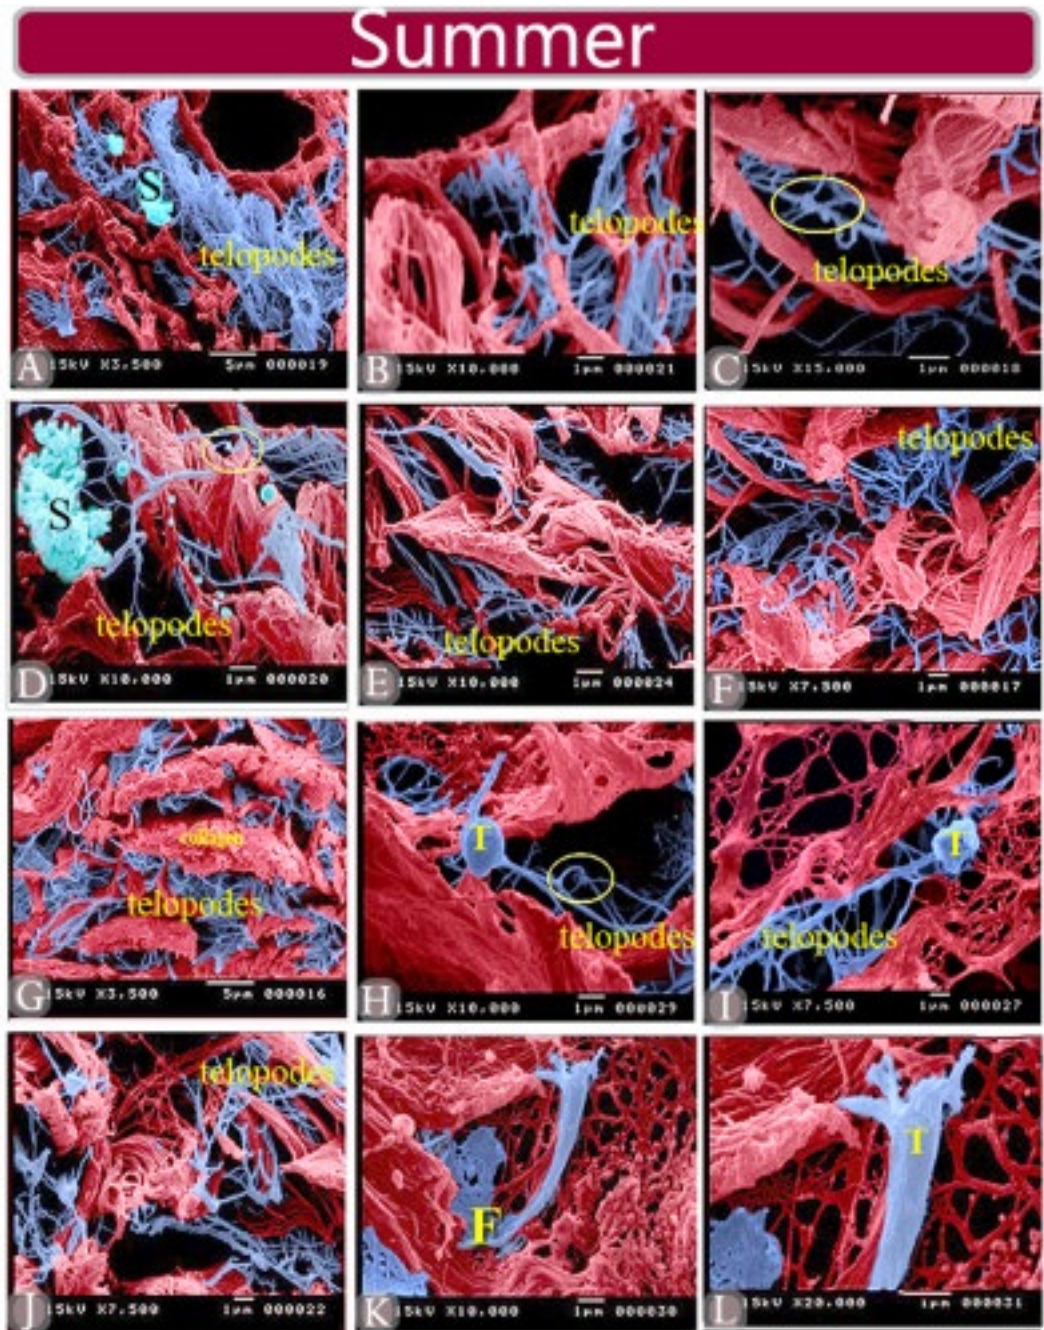 Summer
S
telopodes
A 15kV X3,500 5µm 000019
telopodes
B 15kV X10,000 1µm 000021
telopodes
C 15kV X15,000 1µm 000018
S
telopodes
D 15kV X10,000 1µm 000020
telopodes
E 15kV X10,000 1µm 000024
telopodes
F 15kV X7,500 1µm 000017
collagen
telopodes
G 15kV X3,500 5µm 000016
T
telopodes
H 15kV X10,000 1µm 000029
T
telopodes
I 15kV X7,500 1µm 000027
telopodes
J 15kV X7,500 1µm 000022
F
K 15kV X10,000 1µm 000030
T
L 15kV X20,000 1µm 000031